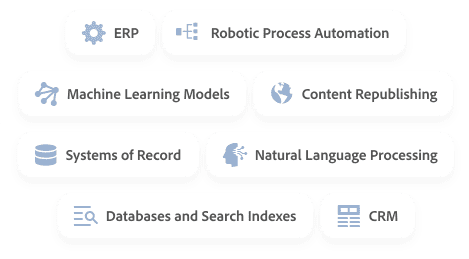 ERP
Robotic Process Automation
Machine Learning Models
Content Republishing
Systems of Record
Natural Language Processing
Databases and Search Indexes
CRM